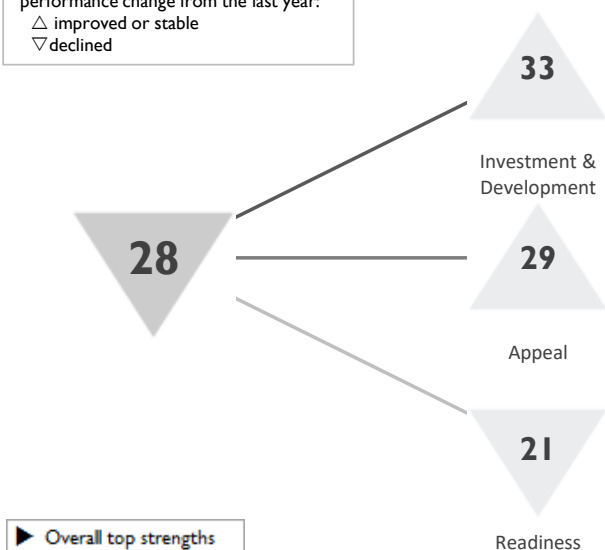 performance change from the last year:
△ improved or stable
▽ declined
33
Investment &
Development
28
29
Appeal
21
Readiness
► Overall top strengths